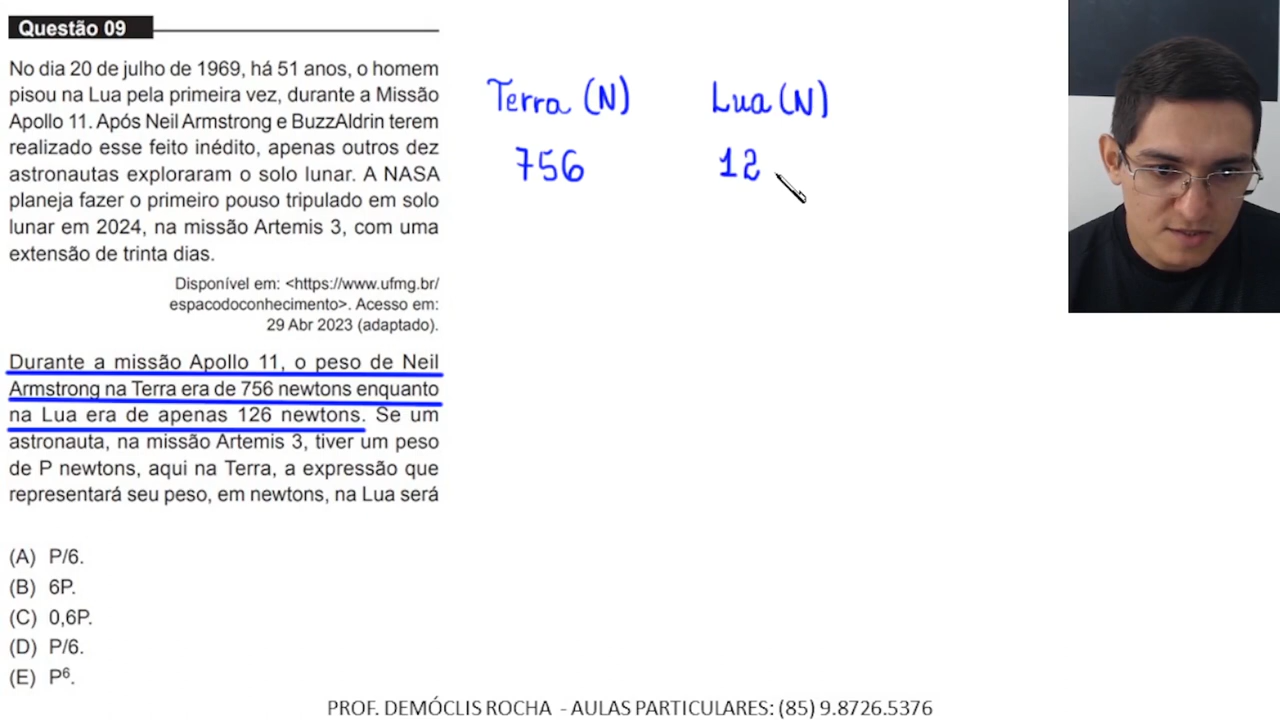 Questão 09
No dia 20 de julho de 1969, há 51 anos, o homem
pisou na Lua pela primeira vez, durante a Missão
Apollo 11. Após Neil Armstrong e BuzzAldrin terem
realizado esse feito inédito, apenas outros dez
astronautas exploraram o solo lunar. A NASA
planeja fazer o primeiro pouso tripulado em solo
lunar em 2024, na missão Artemis 3, com uma
extensão de trinta dias.
Disponível em: <https://www.ufmg.br/
espacodoconhecimento>. Acesso em:
29 Abr 2023 (adaptado).
Durante a missão Apollo 11, o peso de Neil
Armstrong na Terra era de 756 newtons enquanto
na Lua era de apenas 126 newtons. Se um
astronauta, na missão Artemis 3, tiver um peso
de P newtons, aqui na Terra, a expressão que
representará seu peso, em newtons, na Lua será
(A) P/6.
(B) 6P.
(C) 0,6P.
(D) P/6.
(E) P⁶.
Terra (N) Lua (N)
756 12
PROF. DEMÓCLIS ROCHA - AULAS PARTICULARES: (85) 9.8726.5376